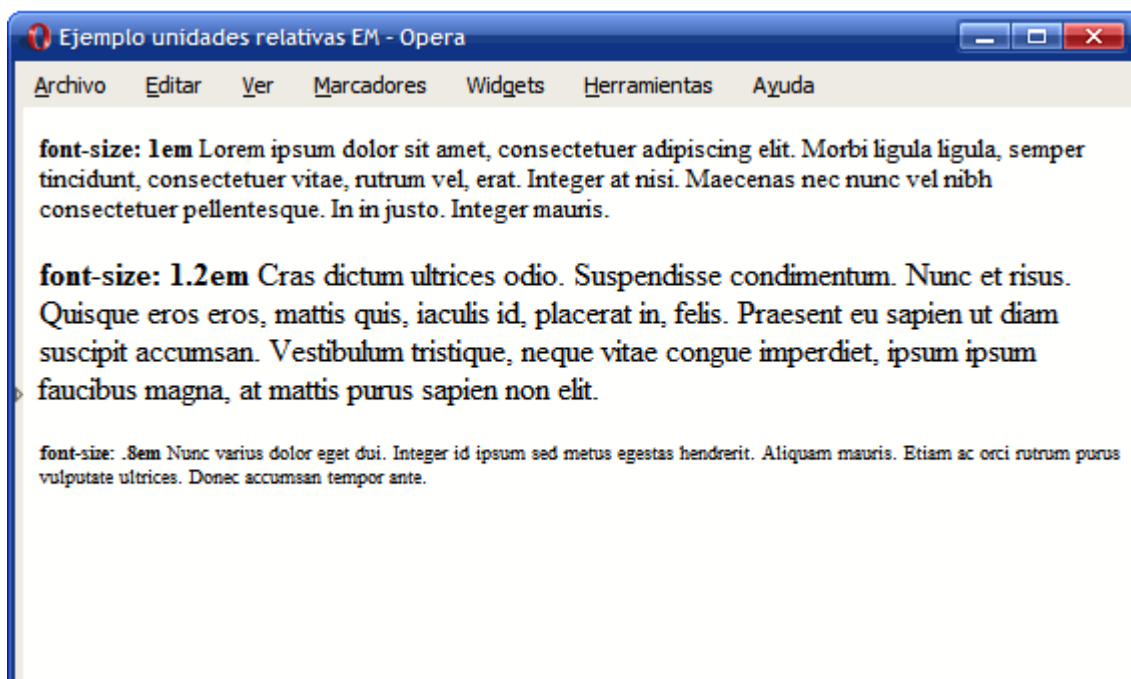 Ejemplo unidades relativas EM - Opera
Archivo Editar Ver Marcadores Widgets Herramientas Ayuda
font-size: 1em Lorem ipsum dolor sit amet, consectetuer adipiscing elit. Morbi ligula ligula, semper
tincidunt, consectetuer vitae, rutrum vel, erat. Integer at nisi. Maecenas nec nunc vel nibh
consectetuer pellentesque. In in justo. Integer mauris.
font-size: 1.2em Cras dictum ultrices odio. Suspendisse condimentum. Nunc et risus.
Quisque eros eros, mattis quis, iaculis id, placerat in, felis. Praesent eu sapien ut diam
suscipit accumsan. Vestibulum tristique, neque vitae congue imperdiet, ipsum ipsum
faucibus magna, at mattis purus sapien non elit.
font-size: .8em Nunc varius dolor eget dui. Integer id ipsum sed metus egestas hendrerit. Aliquam mauris. Etiam ac orci rutrum purus
vulputate ultrices. Donec accumsan tempor ante.